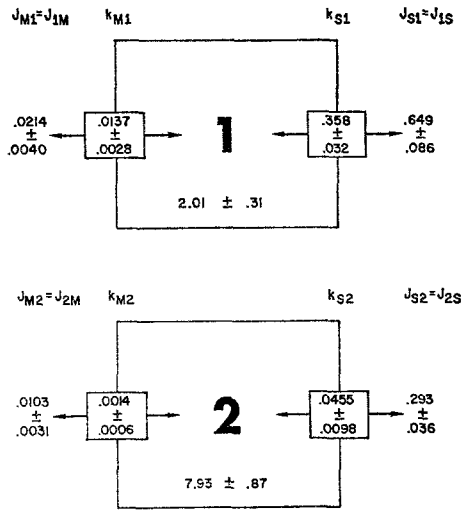 JM1=J1M kM1 kS1 JS1=J1S
.0214 .0137 .358 .649
± ± 1 ± ±
.0040 .0028 .032 .086
2.01 ± .31
JM2=J2M kM2 kS2 JS2=J2S
.0103 .0014 .0455 .293
± ± 2 ± ±
.0031 .0006 .0098 .036
7.93 ± .87